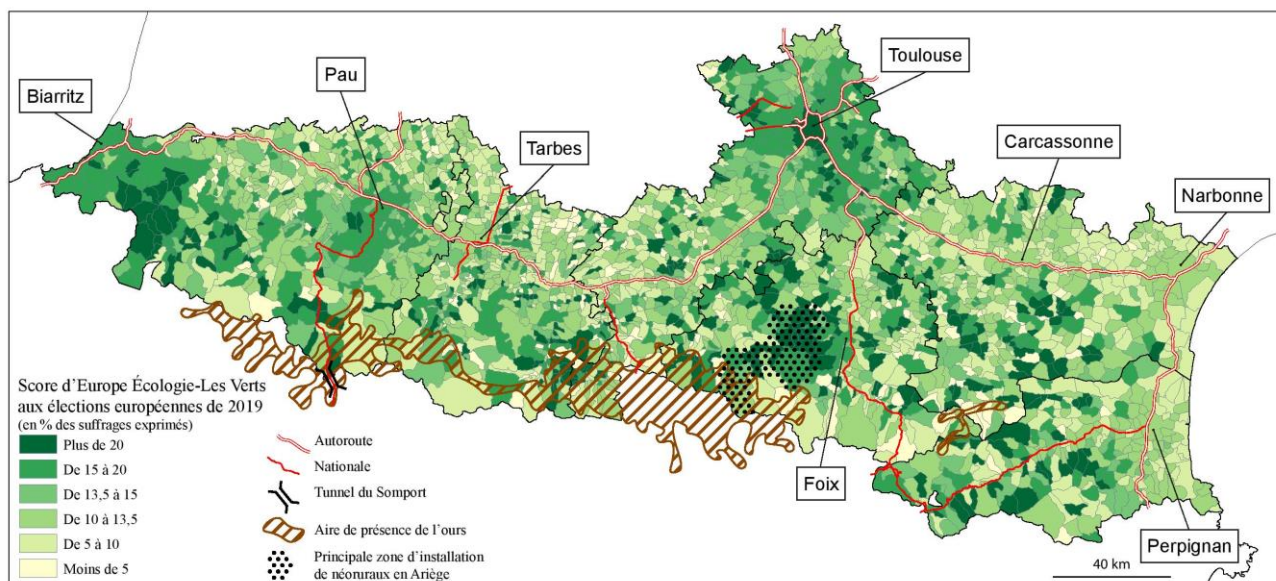 Biarritz
Pau
Tarbes
Toulouse
Carcassonne
Narbonne
Foix
Perpignan
Score d'Europe Écologie-Les Verts
aux élections européennes de 2019
(en % des suffrages exprimés)
Plus de 20
De 15 à 20
De 13,5 à 15
De 10 à 13,5
De 5 à 10
Moins de 5
Autoroute
Nationale
Tunnel du Somport
Aire de présence de l'ours
Principale zone d'installation
de néoruraux en Ariège
40 km